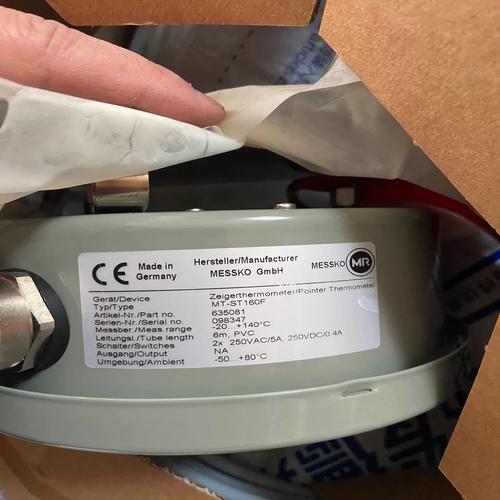 CE Made in Germany
Hersteller/Manufacturer
MESSKO GmbH
MESSKO MR
Gerät/Device Zeigerthermometer/Pointer Thermometer
Typ/Type MT-ST160F
Artikel-Nr./Part no. 635081
Serien-Nr./Serial no. 098347
Messber./Meas.range -20...+140°C
Leitungsl./Tube length 6m, PVC
Schalter/Switches 2x 250VAC/5A, 250VDC/0.4A
Ausgang/Output NA
Umgebung/Ambient -50...+80°C